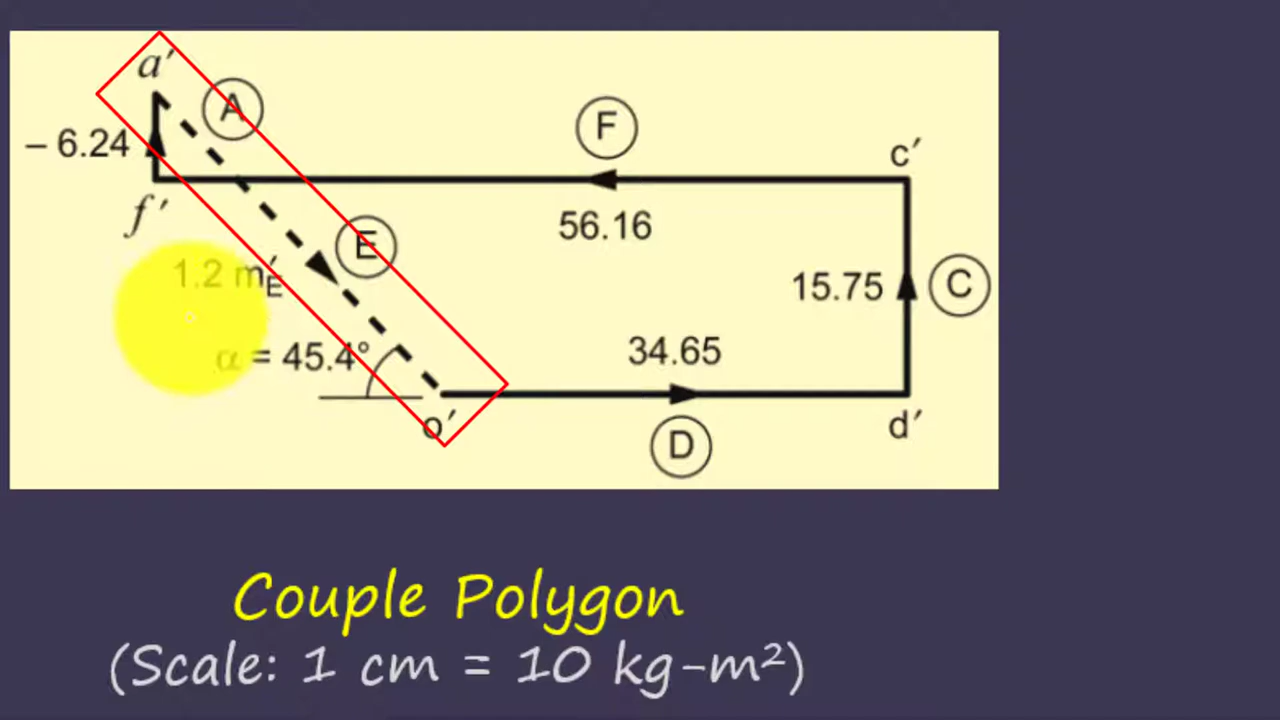 a′
A
F
– 6.24
c′
f′
56.16
E
1.2 m′E
15.75
C
34.65
α = 45.4°
o′
d′
D
Couple Polygon
(Scale: 1 cm = 10 kg-m²)